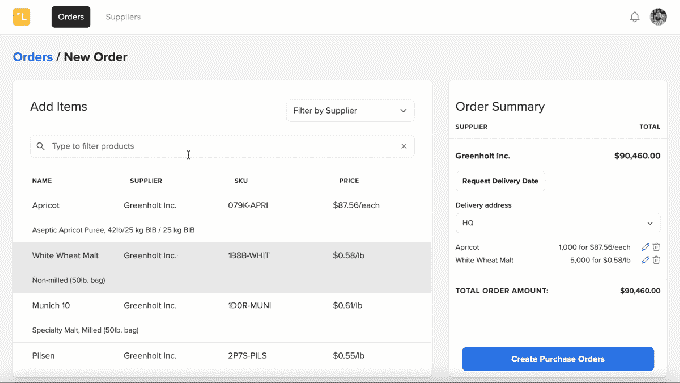 Orders Suppliers
Orders / New Order
Add Items
Filter by Supplier
Type to filter products
NAME SUPPLIER SKU PRICE
Apricot Greenholt Inc. 079K-APRI $87.56/each
Aseptic Apricot Puree, 42lb/25 kg BIB / 25 kg BIB
White Wheat Malt Greenholt Inc. 1B8B-WHIT $0.58/lb
Non-milled (50lb. bag)
Munich 10 Greenholt Inc. 1D0R-MUNI $0.61/lb
Specialty Malt, Milled (50lb. bag)
Pilsen Greenholt Inc. 2P7S-PILS $0.55/lb
Order Summary
SUPPLIER TOTAL
Greenholt Inc. $90,460.00
Request Delivery Date
Delivery address
HQ
Apricot 1,000 for $87.56/each
White Wheat Malt 5,000 for $0.58/lb
TOTAL ORDER AMOUNT: $90,460.00
Create Purchase Orders